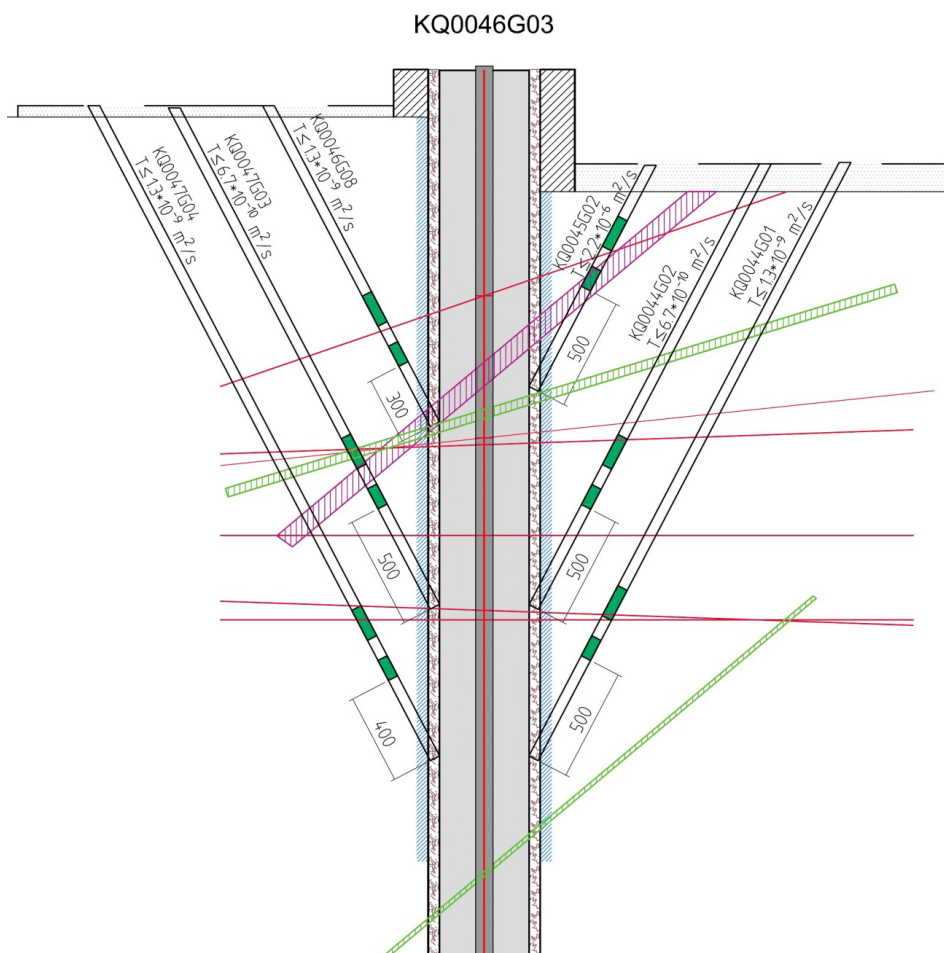 KQ0046G03
KQ0047G04
T≤1.3*10⁻⁹ m²/s
KQ0047G03
T≤6.7*10⁻¹⁰
KQ0046G08
T≤1.3*10⁻⁹ m²/s
KQ0045G02
T≤2.2*10⁻⁶ m²/s
KQ0044G02
T≤6.7*10⁻¹⁰ m²/s
KQ0044G01
T≤1.3*10⁻⁹ m²/s
500
300
500
500
400
500